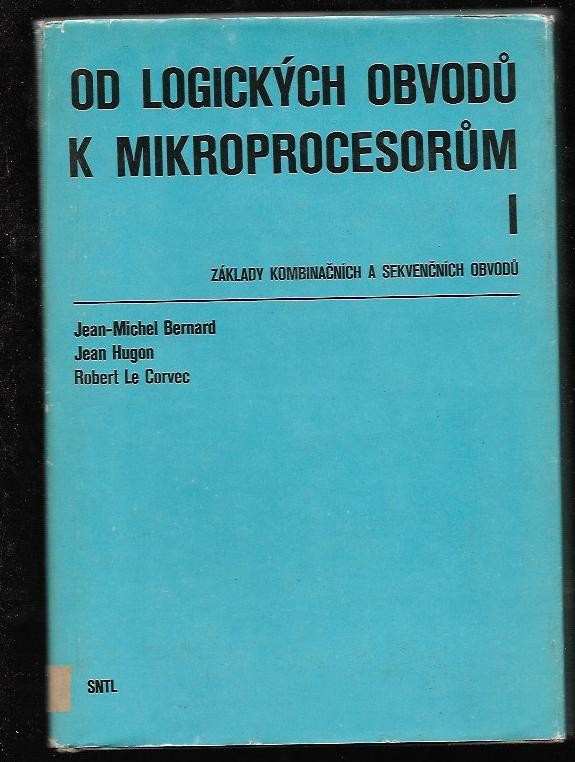 OD LOGICKÝCH OBVODŮ
K MIKROPROCESORŮM
I
ZÁKLADY KOMBINAČNÍCH A SEKVENČNÍCH OBVODŮ
Jean-Michel Bernard
Jean Hugon
Robert Le Corvec
SNTL